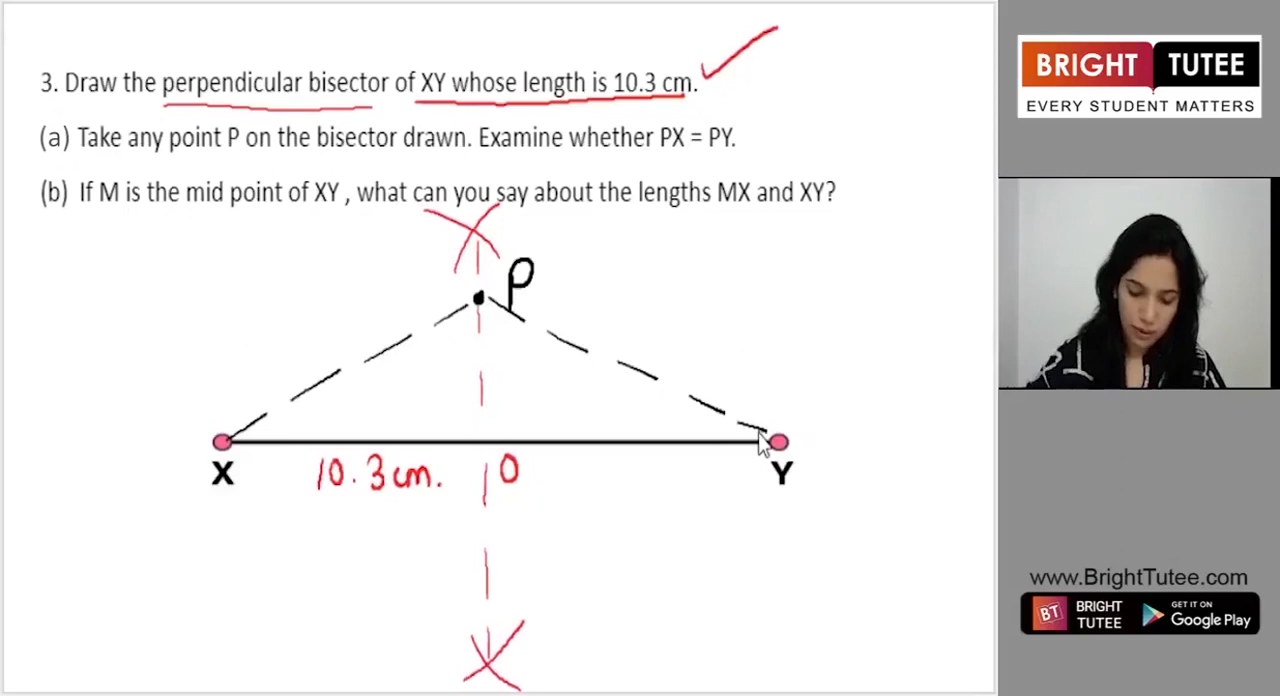 3. Draw the perpendicular bisector of XY whose length is 10.3 cm.
(a) Take any point P on the bisector drawn. Examine whether PX = PY.
(b) If M is the mid point of XY , what can you say about the lengths MX and XY?
P
X
10.3 cm.
O
Y
BRIGHT TUTEE
EVERY STUDENT MATTERS
www.BrightTutee.com
BT
BRIGHT
TUTEE
GET IT ON
Google Play